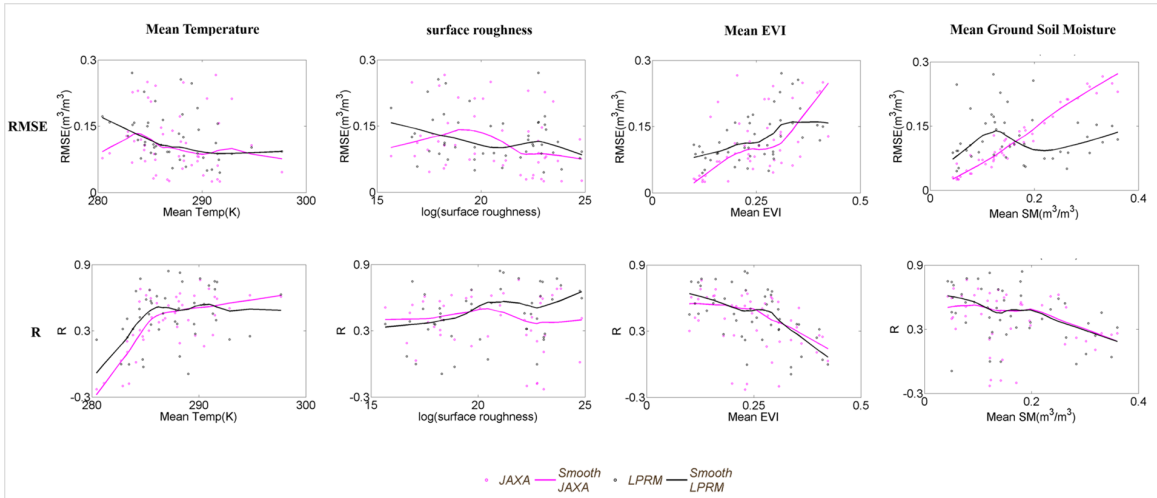 Mean Temperature
surface roughness
Mean EVI
Mean Ground Soil Moisture
RMSE
0.3
0.15
0
RMSE(m³/m³)
280
290
300
Mean Temp(K)
0.3
0.15
0
RMSE(m³/m³)
15
20
25
log(surface roughness)
0.3
0.15
0
RMSE(m³/m³)
0
0.25
0.5
Mean EVI
0.3
0.15
0
RMSE(m³/m³)
0
0.2
0.4
Mean SM(m³/m³)
R
0.9
0.3
-0.3
R
280
290
300
Mean Temp(K)
0.9
0.3
-0.3
R
15
20
25
log(surface roughness)
0.9
0.3
-0.3
R
0
0.25
0.5
Mean EVI
0.9
0.3
-0.3
R
0
0.2
0.4
Mean SM(m³/m³)
JAXA
Smooth
JAXA
LPRM
Smooth
LPRM